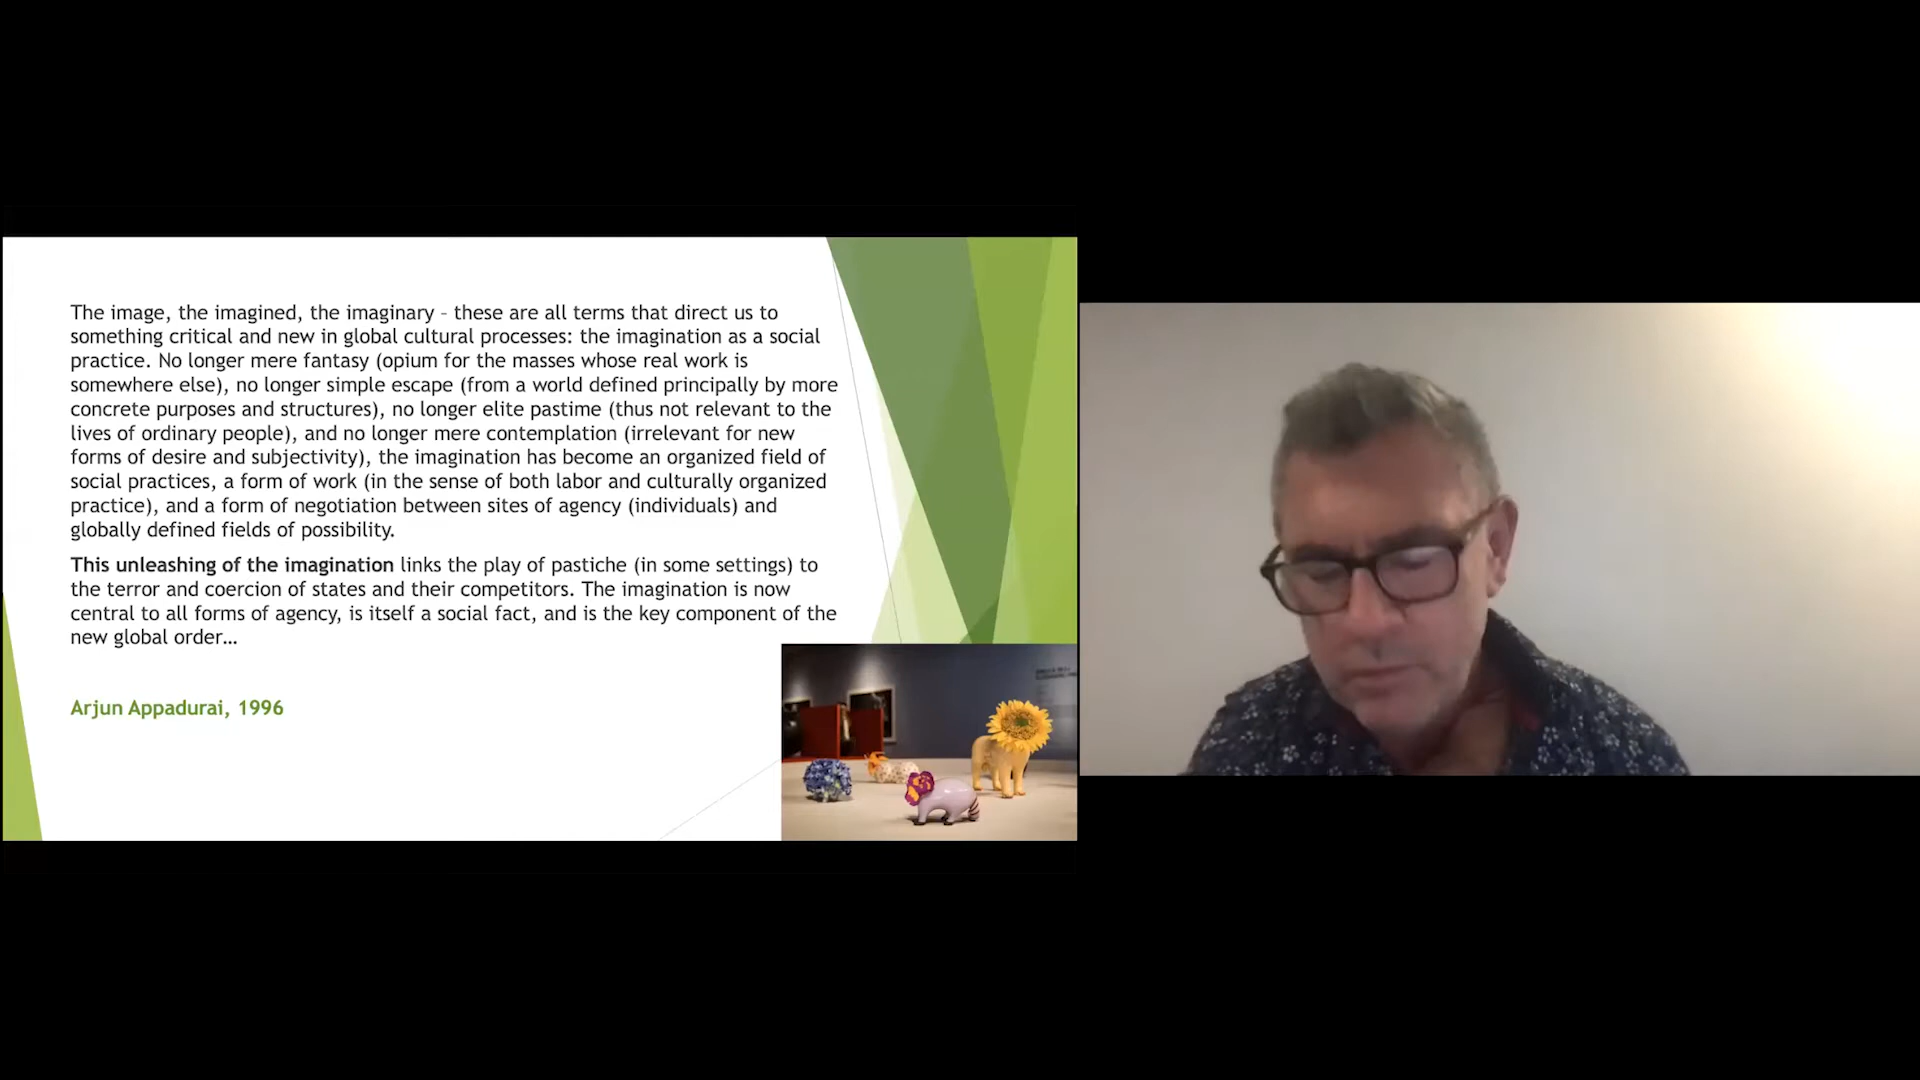 The image, the imagined, the imaginary – these are all terms that direct us to
something critical and new in global cultural processes: the imagination as a social
practice. No longer mere fantasy (opium for the masses whose real work is
somewhere else), no longer simple escape (from a world defined principally by more
concrete purposes and structures), no longer elite pastime (thus not relevant to the
lives of ordinary people), and no longer mere contemplation (irrelevant for new
forms of desire and subjectivity), the imagination has become an organized field of
social practices, a form of work (in the sense of both labor and culturally organized
practice), and a form of negotiation between sites of agency (individuals) and
globally defined fields of possibility.
This unleashing of the imagination links the play of pastiche (in some settings) to
the terror and coercion of states and their competitors. The imagination is now
central to all forms of agency, is itself a social fact, and is the key component of the
new global order…
Arjun Appadurai, 1996